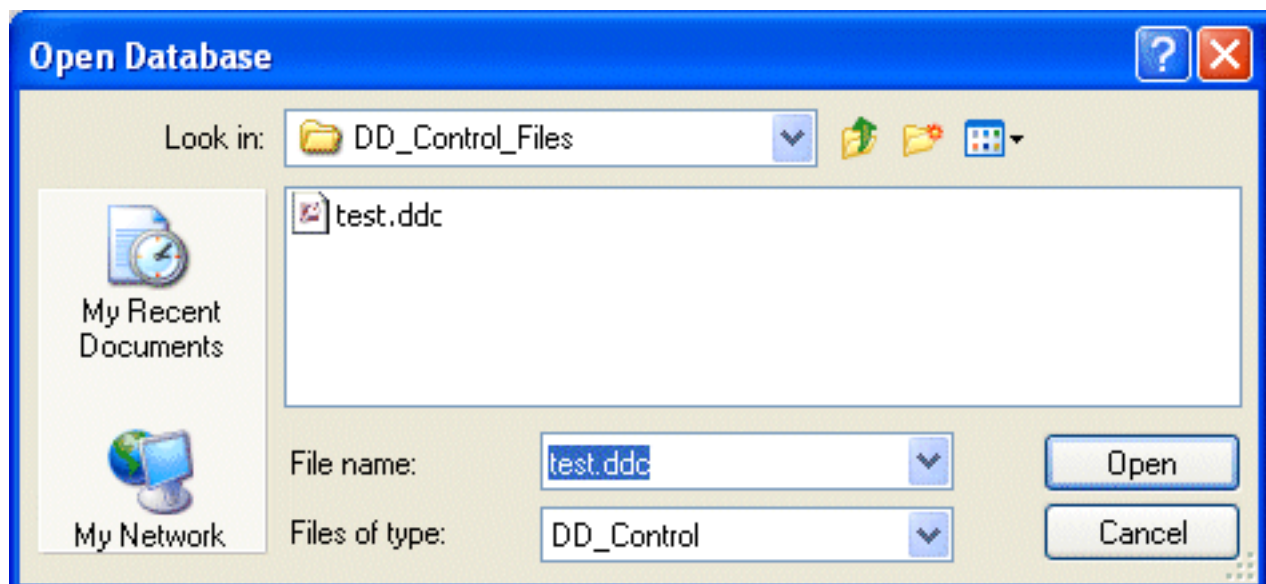 Open Database
Look in: DD_Control_Files
test.ddc
My Recent
Documents
File name: test.ddc Open
My Network Files of type: DD_Control Cancel